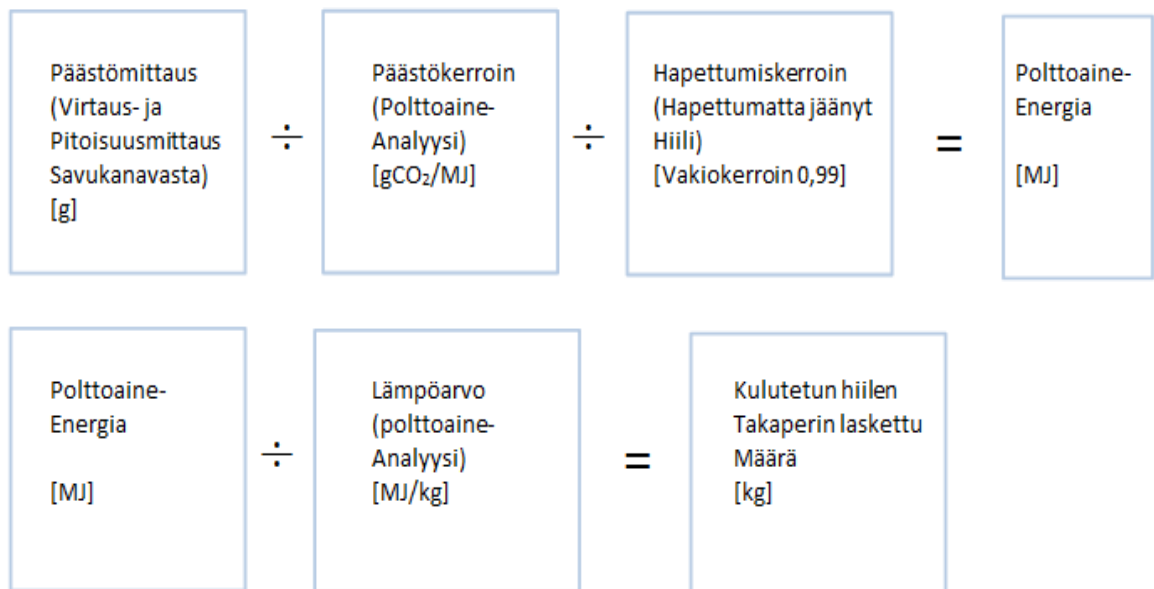 Päästömittaus
(Virtaus- ja
Pitoisuusmittaus
Savukanavasta)
[g]
÷
Päästökerroin
(Polttoaine-
Analyysi)
[gCO₂/MJ]
÷
Hapettumiskerroin
(Hapettumatta jäänyt
Hiili)
[Vakiokerroin 0,99]
=
Polttoaine-
Energia
[MJ]
Polttoaine-
Energia
[MJ]
÷
Lämpöarvo
(polttoaine-
Analyysi)
[MJ/kg]
=
Kulutetun hiilen
Takaperin laskettu
Määrä
[kg]